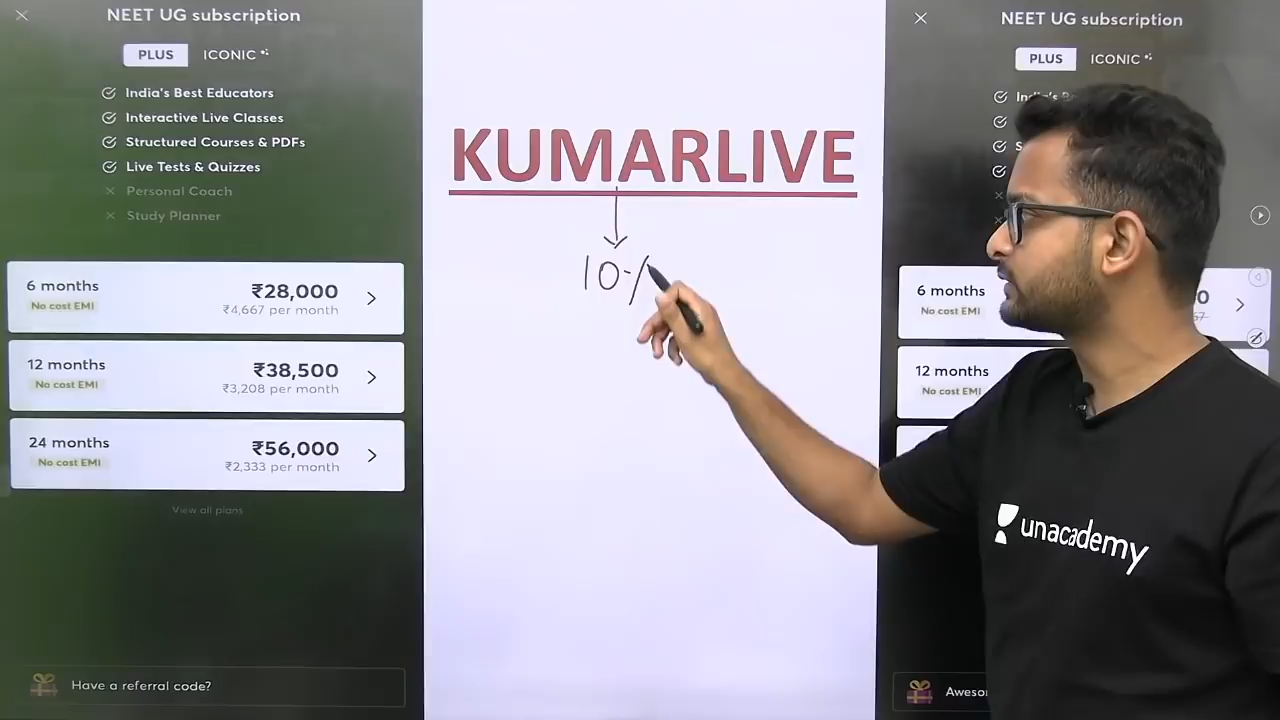 NEET UG subscription
PLUS ICONIC
India's Best Educators
Interactive Live Classes
Structured Courses & PDFs
Live Tests & Quizzes
Personal Coach
Study Planner
6 months ₹28,000
No cost EMI ₹4,667 per month
12 months ₹38,500
No cost EMI ₹3,208 per month
24 months ₹56,000
No cost EMI ₹2,333 per month
View all plans
Have a referral code?
KUMARLIVE
10%
NEET UG subscription
PLUS ICONIC
India's
6 months
No cost EMI
12 months
No cost EMI
unacademy